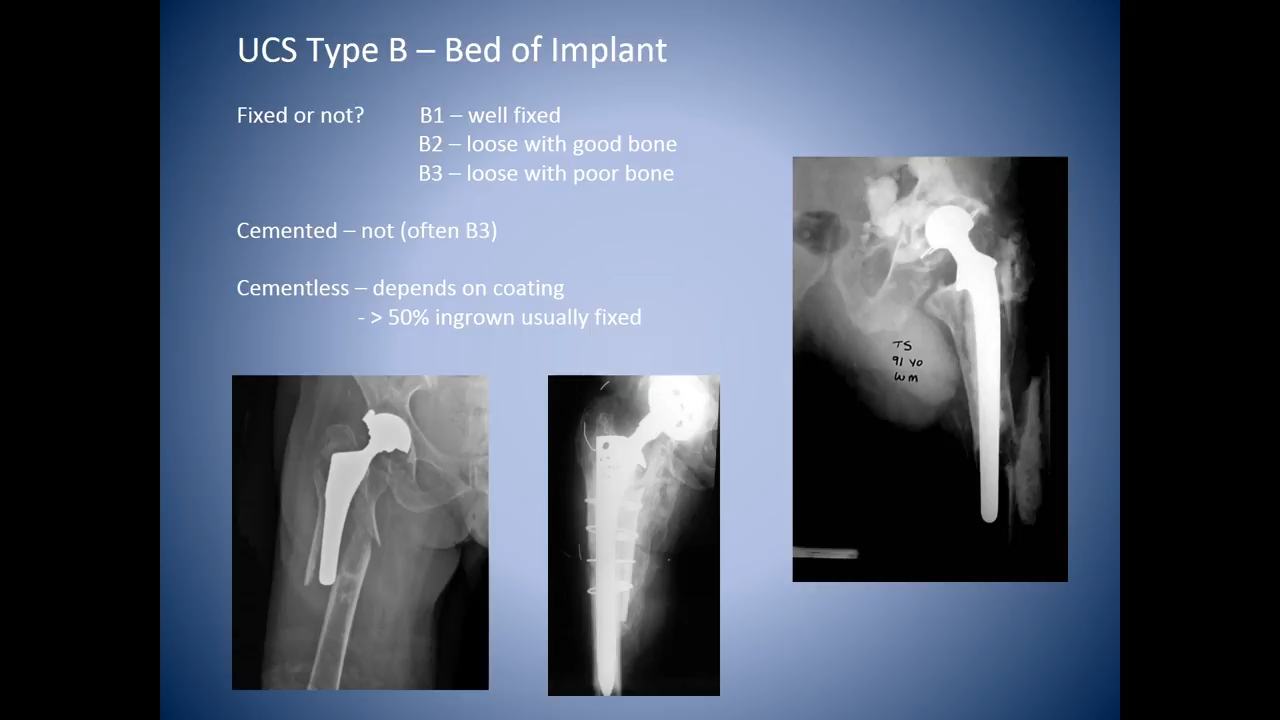 UCS Type B – Bed of Implant
Fixed or not? B1 – well fixed
B2 – loose with good bone
B3 – loose with poor bone
Cemented – not (often B3)
Cementless – depends on coating
- > 50% ingrown usually fixed
TS
91 YO
WM